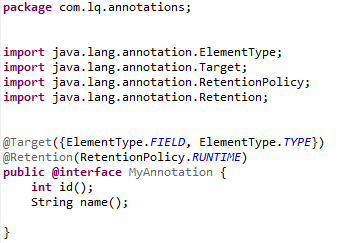 package com.lq.annotations;
import java.lang.annotation.ElementType;
import java.lang.annotation.Target;
import java.lang.annotation.RetentionPolicy;
import java.lang.annotation.Retention;
@Target({ElementType.FIELD, ElementType.TYPE})
@Retention(RetentionPolicy.RUNTIME)
public @interface MyAnnotation {
    int id();
    String name();
}